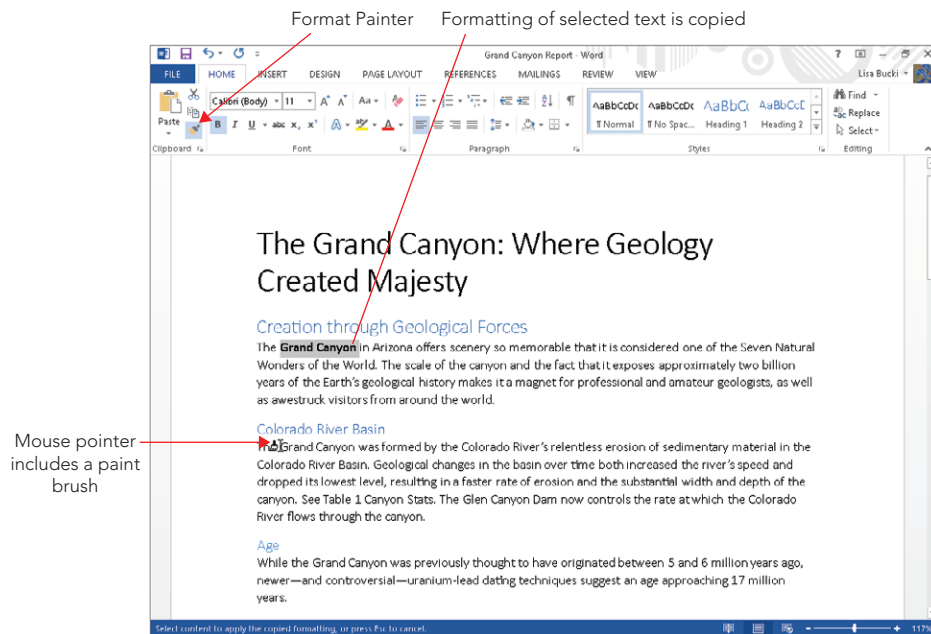 Format Painter Formatting of selected text is copied
Grand Canyon Report - Word
FILE HOME INSERT DESIGN PAGE LAYOUT REFERENCES MAILINGS REVIEW VIEW Lisa Bucki
Calibri (Body) 11 Aa AaBbCcDc AaBbCcDc AaBbC( AaBbCcC Find
Replace
Paste B I U abc x, x' A ab A ¶ Normal ¶ No Spac... Heading 1 Heading 2 Select
Clipboard Font Paragraph Styles Editing
The Grand Canyon: Where Geology
Created Majesty
Creation through Geological Forces
The Grand Canyon in Arizona offers scenery so memorable that it is considered one of the Seven Natural
Wonders of the World. The scale of the canyon and the fact that it exposes approximately two billion
years of the Earth's geological history makes it a magnet for professional and amateur geologists, as well
as awestruck visitors from around the world.
Colorado River Basin
Mouse pointer
includes a paint
brush
The Grand Canyon was formed by the Colorado River's relentless erosion of sedimentary material in the
Colorado River Basin. Geological changes in the basin over time both increased the river's speed and
dropped its lowest level, resulting in a faster rate of erosion and the substantial width and depth of the
canyon. See Table 1 Canyon Stats. The Glen Canyon Dam now controls the rate at which the Colorado
River flows through the canyon.
Age
While the Grand Canyon was previously thought to have originated between 5 and 6 million years ago,
newer—and controversial—uranium-lead dating techniques suggest an age approaching 17 million
years.
Select content to apply the copied formatting, or press Esc to cancel. 117%